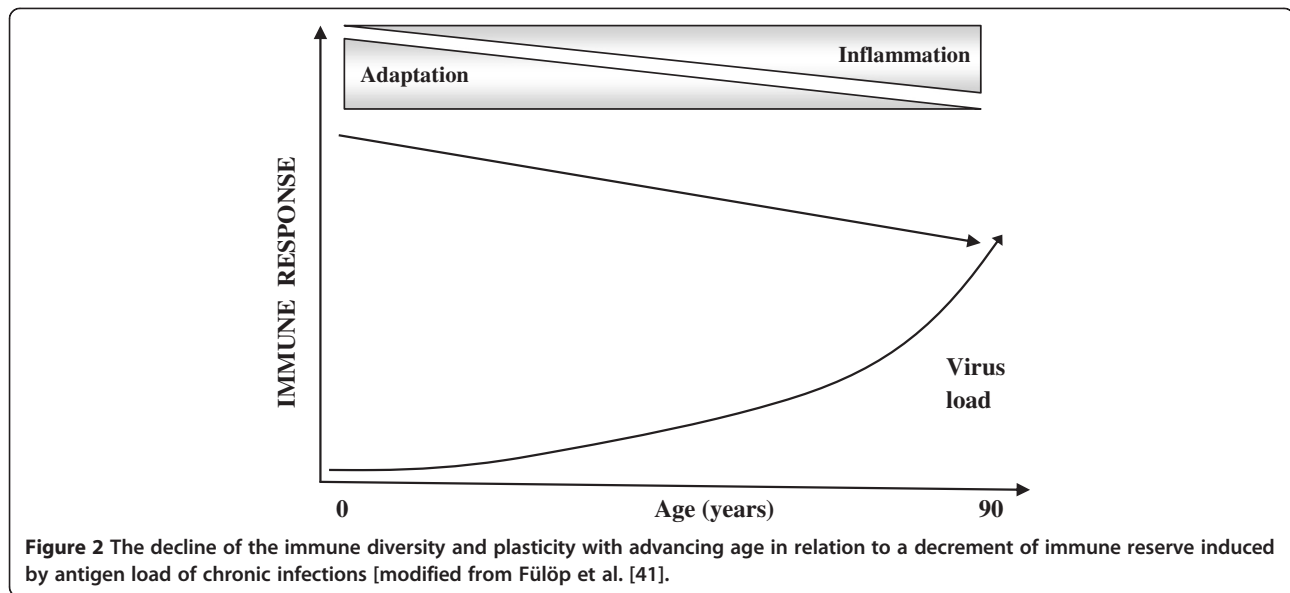 Inflammation
Adaptation
IMMUNE RESPONSE
Virus
load
0
Age (years)
90
Figure 2 The decline of the immune diversity and plasticity with advancing age in relation to a decrement of immune reserve induced
by antigen load of chronic infections [modified from Fülöp et al. [41].